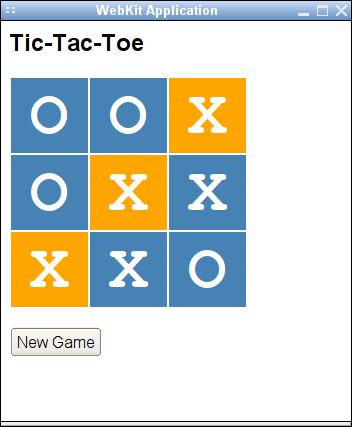 WebKit Application
Tic-Tac-Toe
O O X
O X X
X X O
New Game